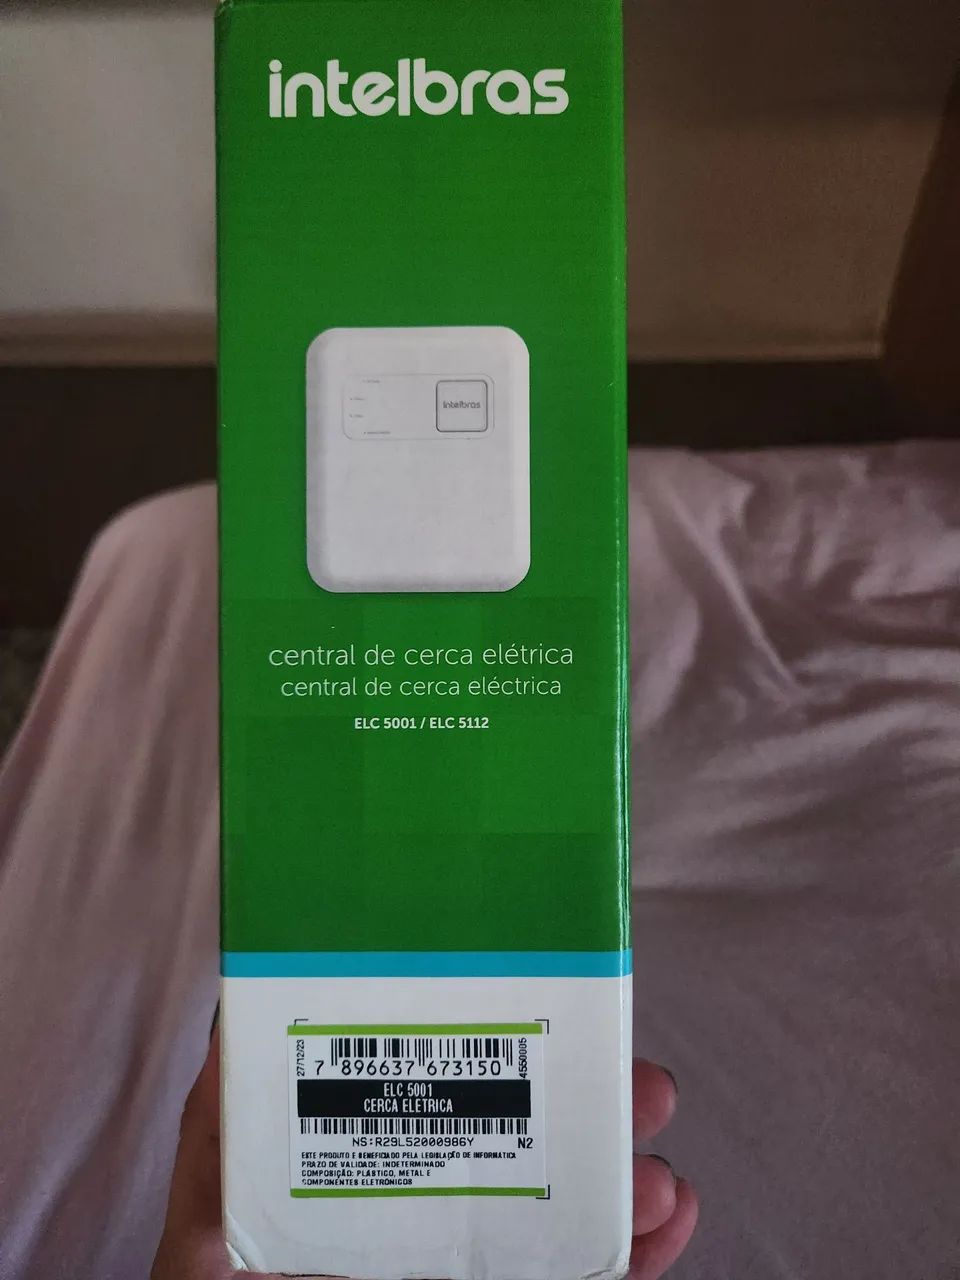 intelbras
intelbras
central de cerca elétrica
central de cerca eléctrica
ELC 5001 / ELC 5112
27/12/23
7 896637 673150
4550005
ELC 5001
CERCA ELETRICA
NS:R29L52000986Y N2
ESTE PRODUTO E BENEFICIADO PELA LEGISLAÇÃO DE INFORMATICA
PRAZO DE VALIDADE: INDETERMINADO
COMPOSIÇÃO: PLASTICO, METAL E
COMPONENTES ELETRÔNICOS